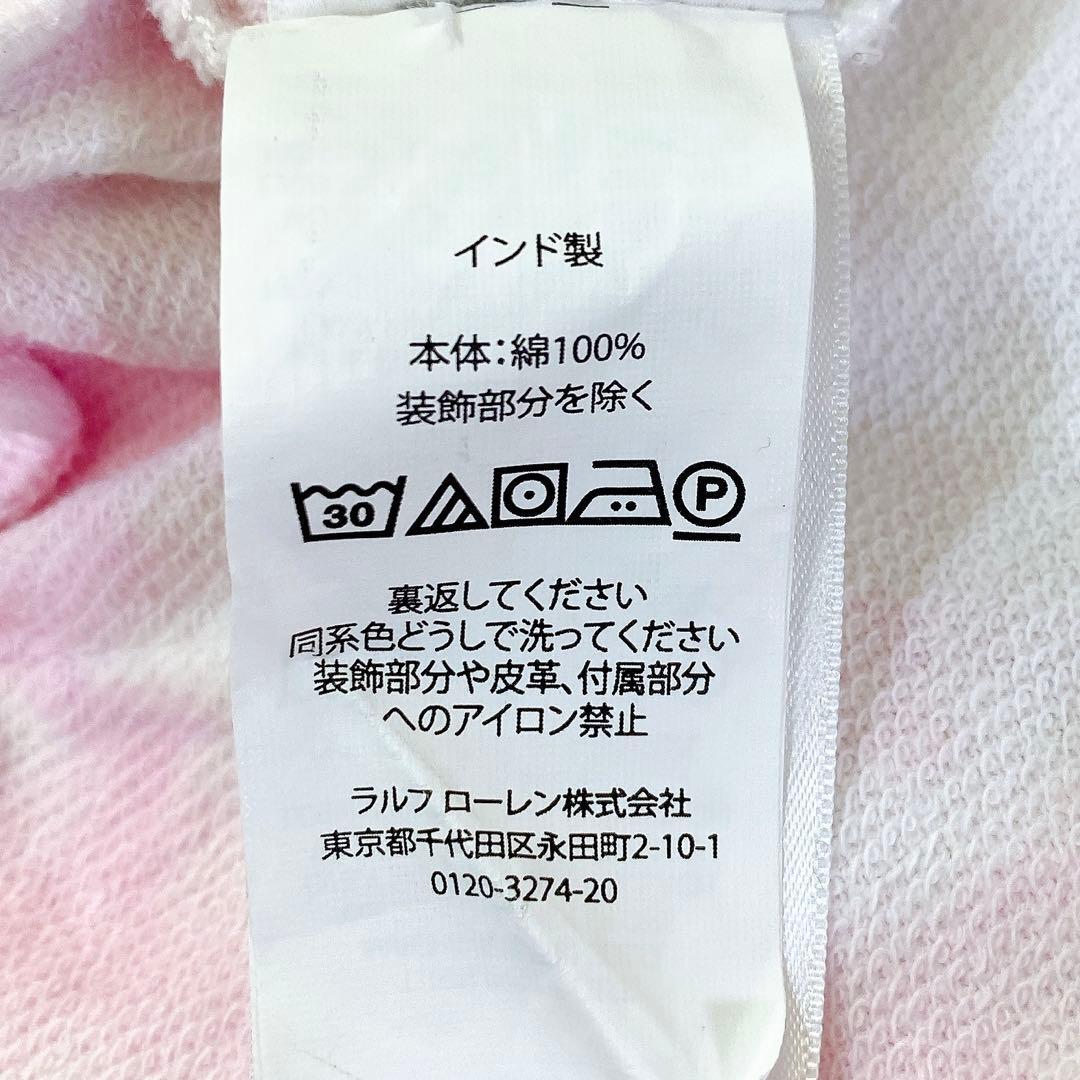 インド製
本体：綿100%
装飾部分を除く
30 P
裏返してください
同系色どうしで洗ってください
装飾部分や皮革、付属部分
へのアイロン禁止
ラルフ ローレン株式会社
東京都千代田区永田町2-10-1
0120-3274-20